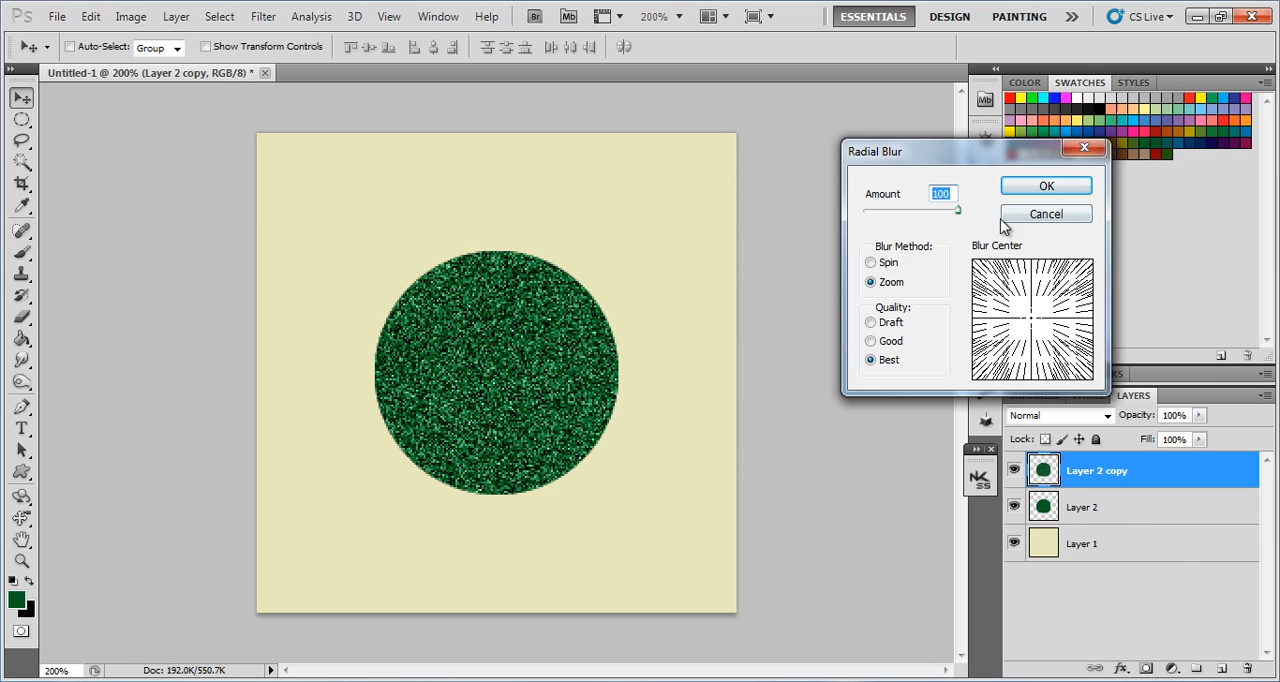 Ps File Edit Image Layer Select Filter Analysis 3D View Window Help Br Mb 200% ESSENTIALS DESIGN PAINTING CS Live
Auto-Select: Group Show Transform Controls
Untitled-1 @ 200% (Layer 2 copy, RGB/8) *
COLOR SWATCHES STYLES
Mb
Radial Blur
Amount 100 OK
Cancel
Blur Method: Blur Center
Spin
Zoom
Quality:
Draft
Good
Best
LAYERS
Normal Opacity: 100%
Lock: Fill: 100%
Layer 2 copy
Layer 2
Layer 1
T
fx
200% Doc: 192.0K/550.7K